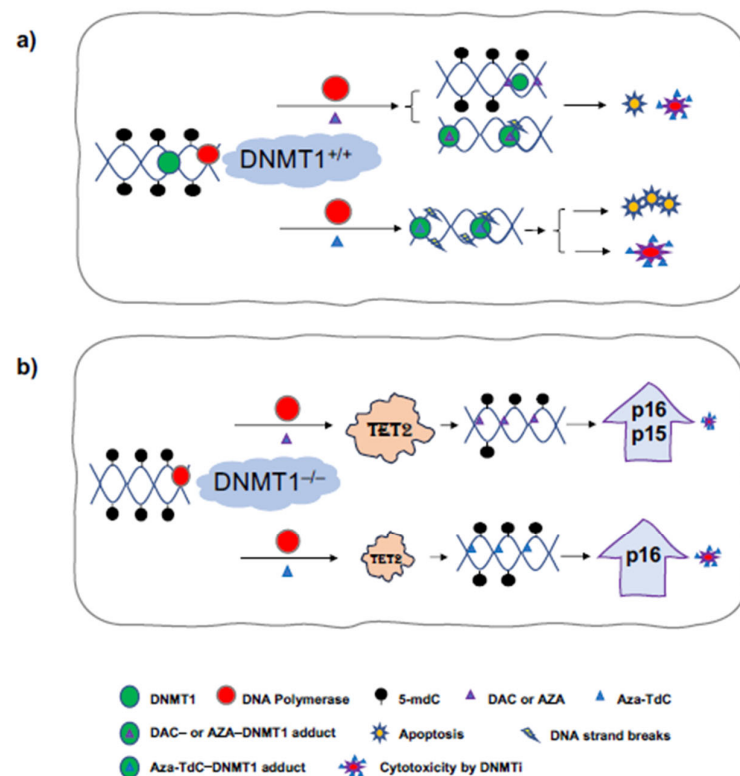 a)
DNMT1+/+
b)
TET2
p16
p15
DNMT1–/–
TET2
p16
DNMT1 DNA Polymerase 5-mdC DAC or AZA Aza-TdC
DAC– or AZA–DNMT1 adduct Apoptosis DNA strand breaks
Aza-TdC–DNMT1 adduct Cytotoxicity by DNMTi